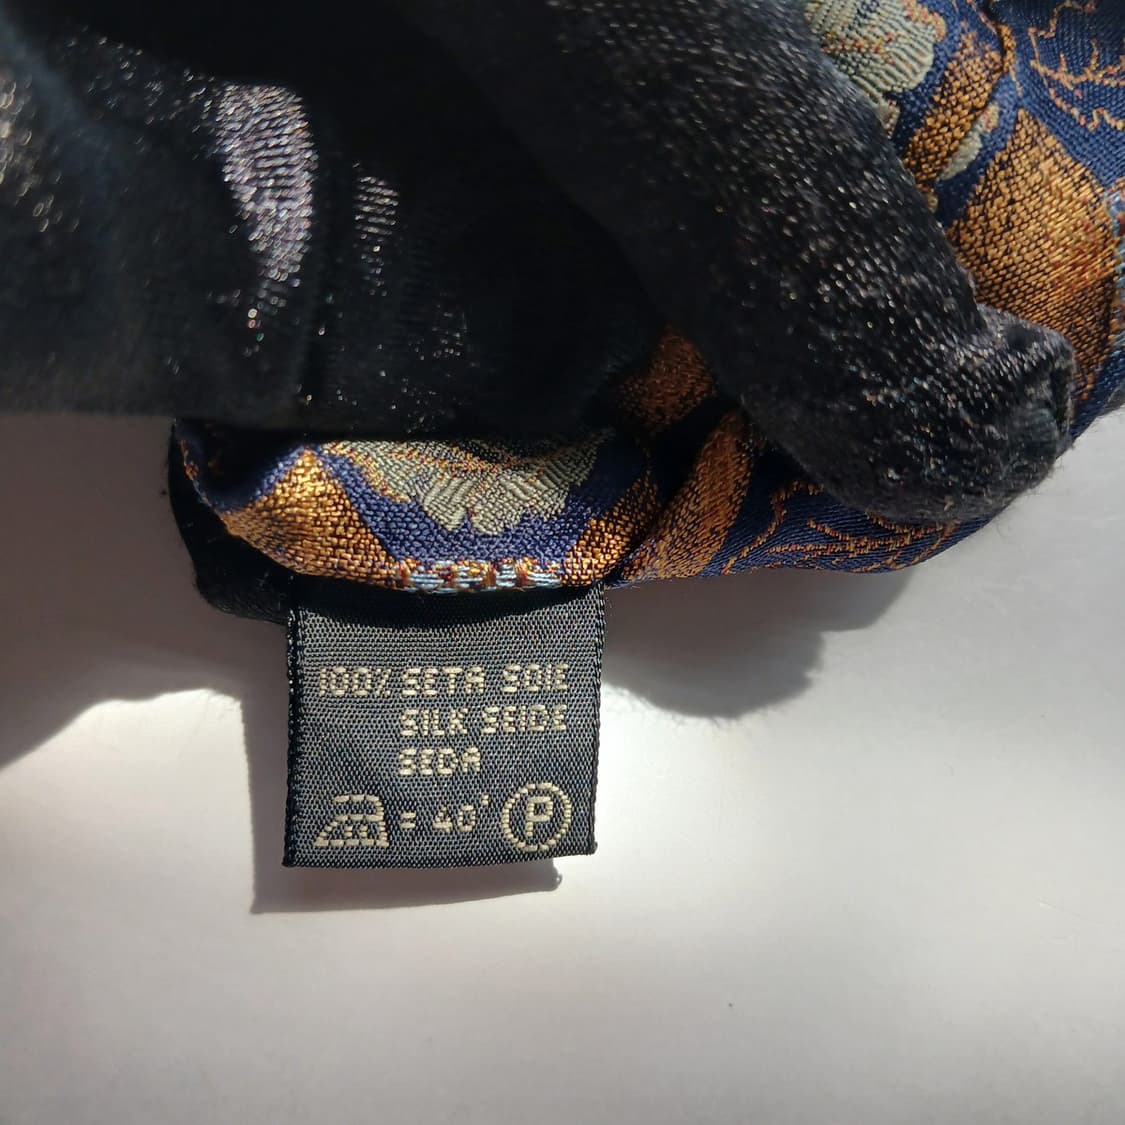 100% SETA SOIE
SILK SEIDE
SEDA
= 40° P